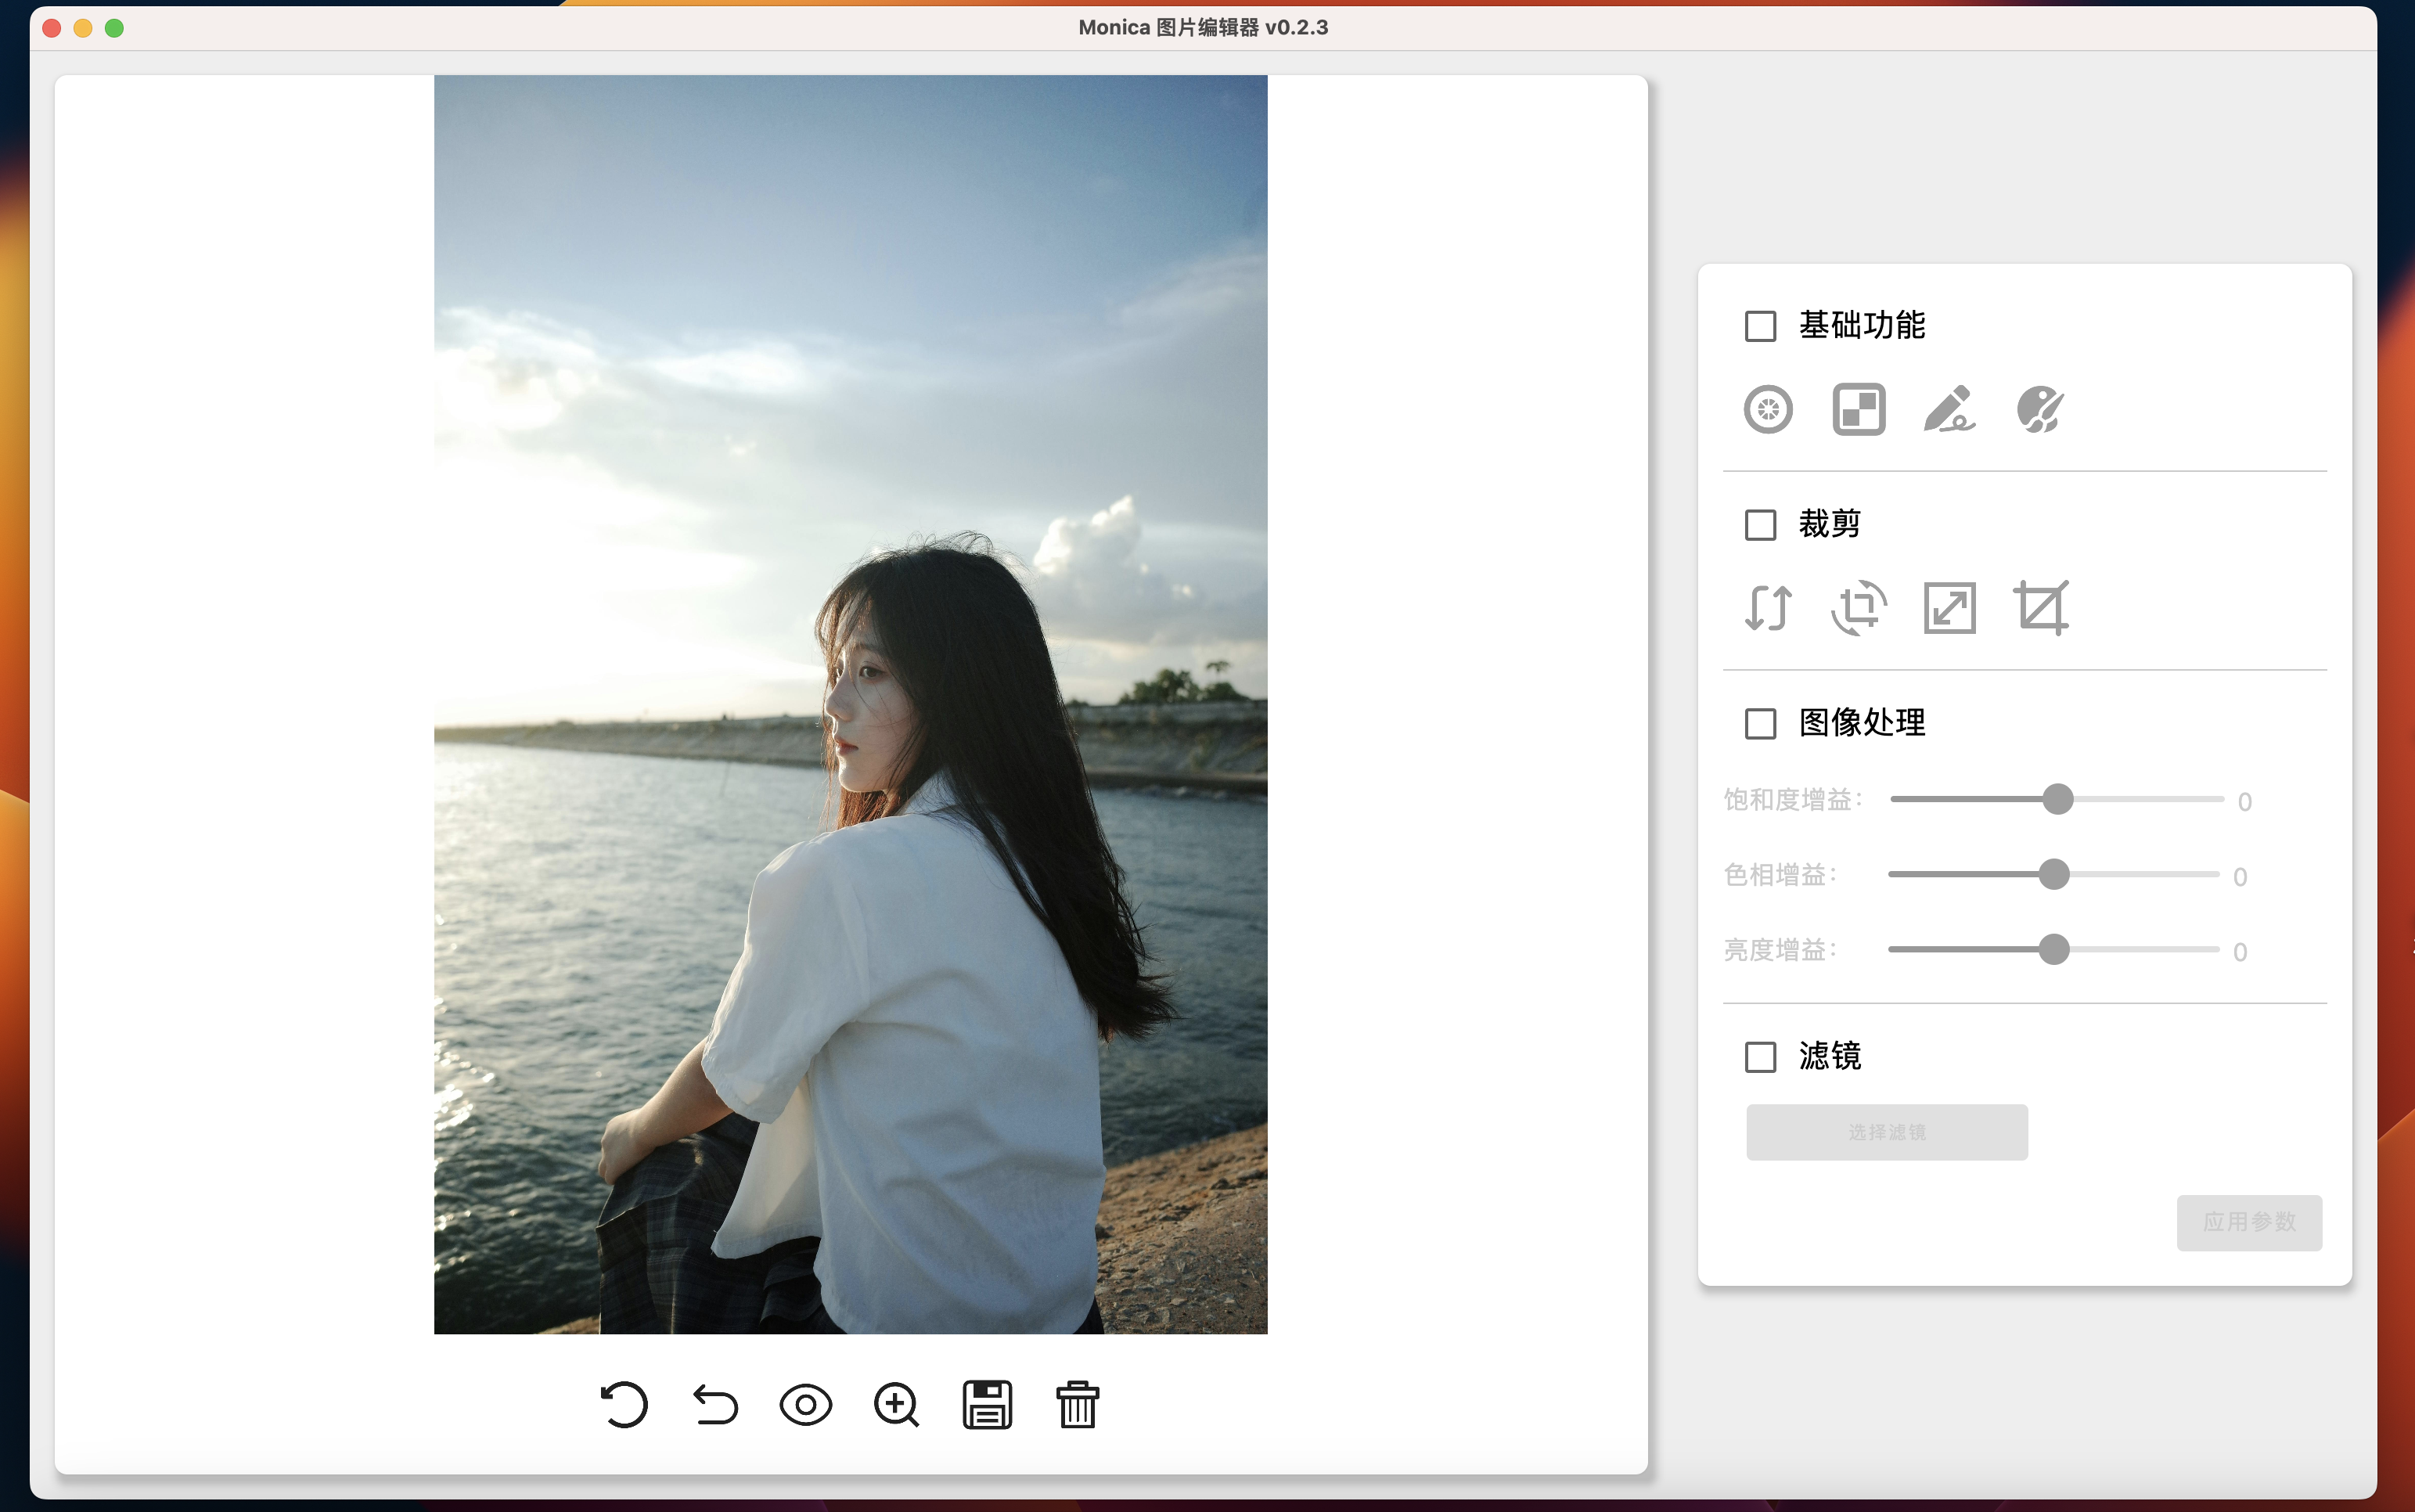 Monica 图片编辑器 v0.2.3
基础功能
裁剪
图像处理
饱和度增益: 0
色相增益: 0
亮度增益: 0
滤镜
选择滤镜
应用参数